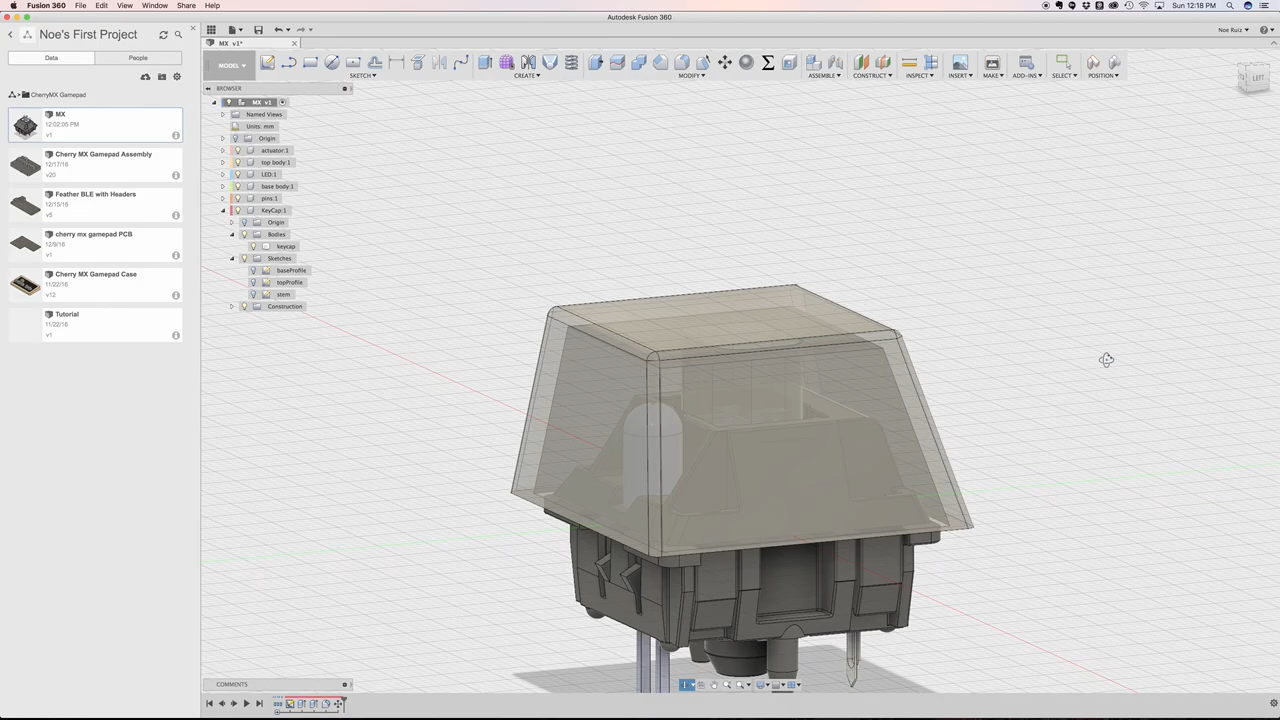 Fusion 360 File Edit View Window Share Help
Sun 12:18 PM
Autodesk Fusion 360
Noe's First Project
MX v1*
Noe Ruiz
Data People
MODEL
SKETCH CREATE MODIFY ASSEMBLE CONSTRUCT INSPECT INSERT MAKE ADD-INS SELECT POSITION
LEFT
BROWSER
CherryMX Gamepad
MX
12:02:05 PM
v1
Cherry MX Gamepad Assembly
12/17/16
v20
Feather BLE with Headers
12/15/16
v5
cherry mx gamepad PCB
12/9/16
v1
Cherry MX Gamepad Case
11/22/16
v12
Tutorial
11/22/16
v1
MX v1
Named Views
Units: mm
Origin
actuator:1
top body:1
LED:1
base body:1
pins:1
KeyCap:1
Origin
Bodies
keycap
Sketches
baseProfile
topProfile
stem
Construction
COMMENTS